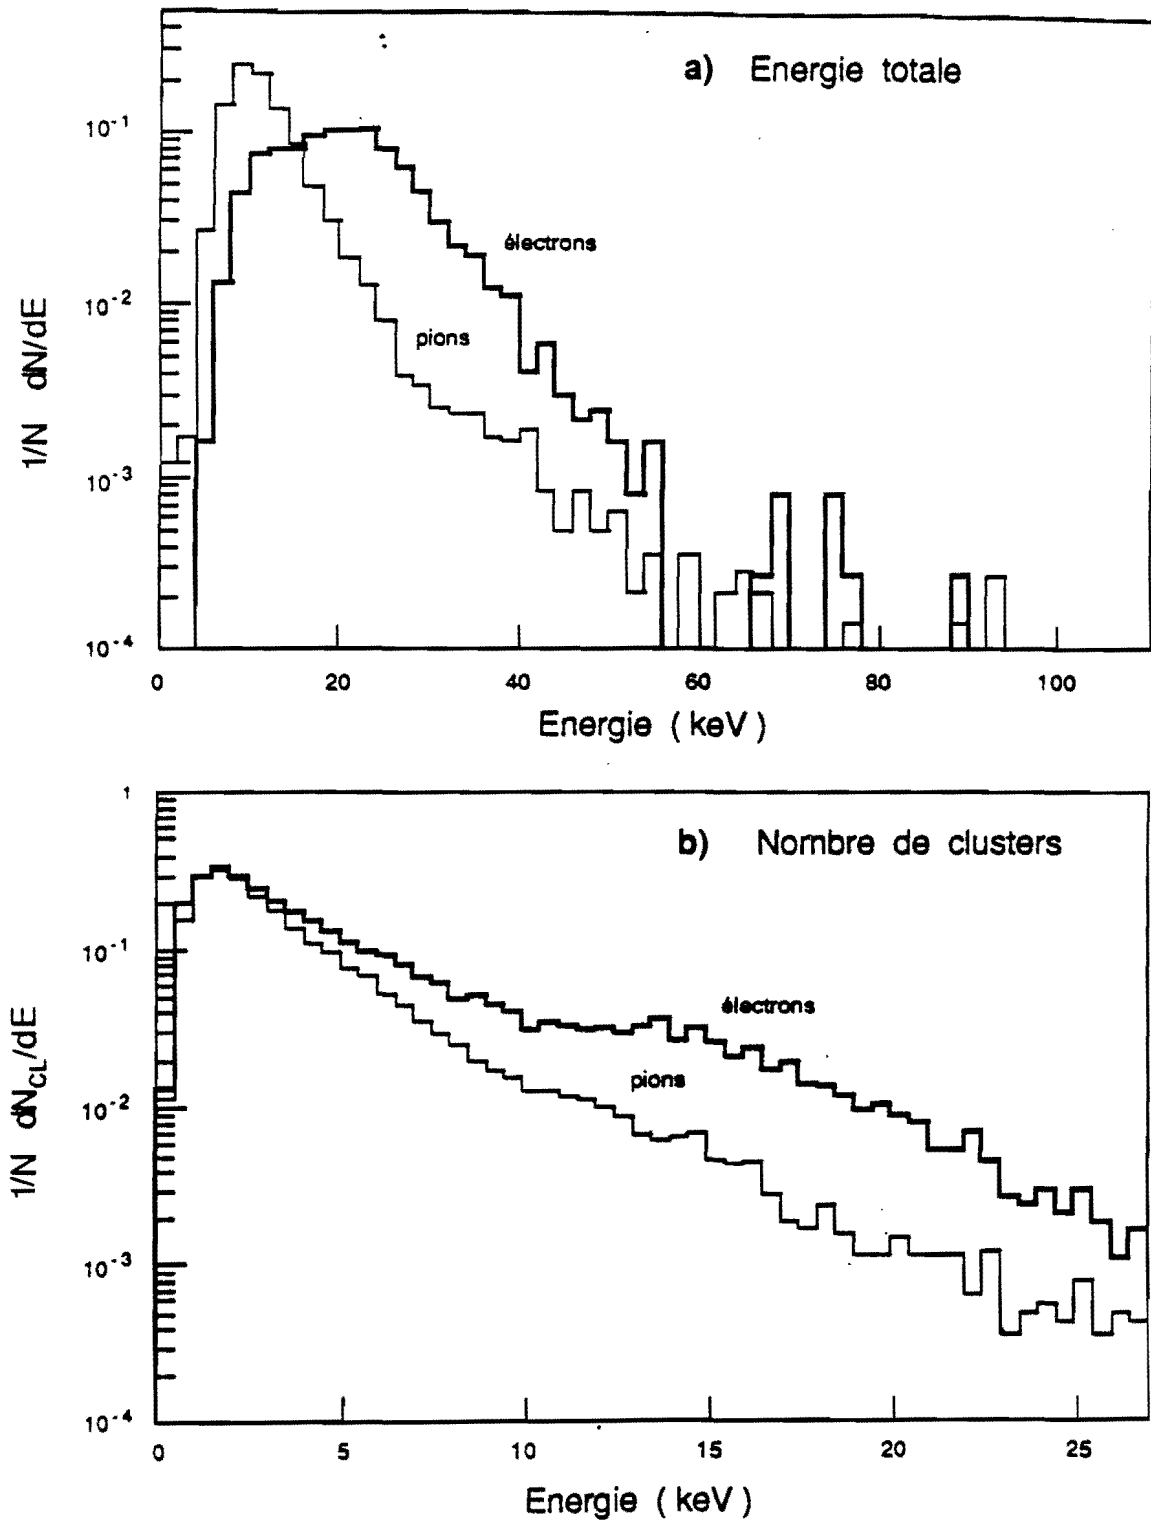 a) Energie totale
10-1
10-2
10-3
10-4
1/N dN/dE
électrons
pions
0 20 40 60 80 100
Energie ( keV )
b) Nombre de clusters
1
10-1
10-2
10-3
10-4
1/N dNCL/dE
électrons
pions
0 5 10 15 20 25
Energie ( keV )